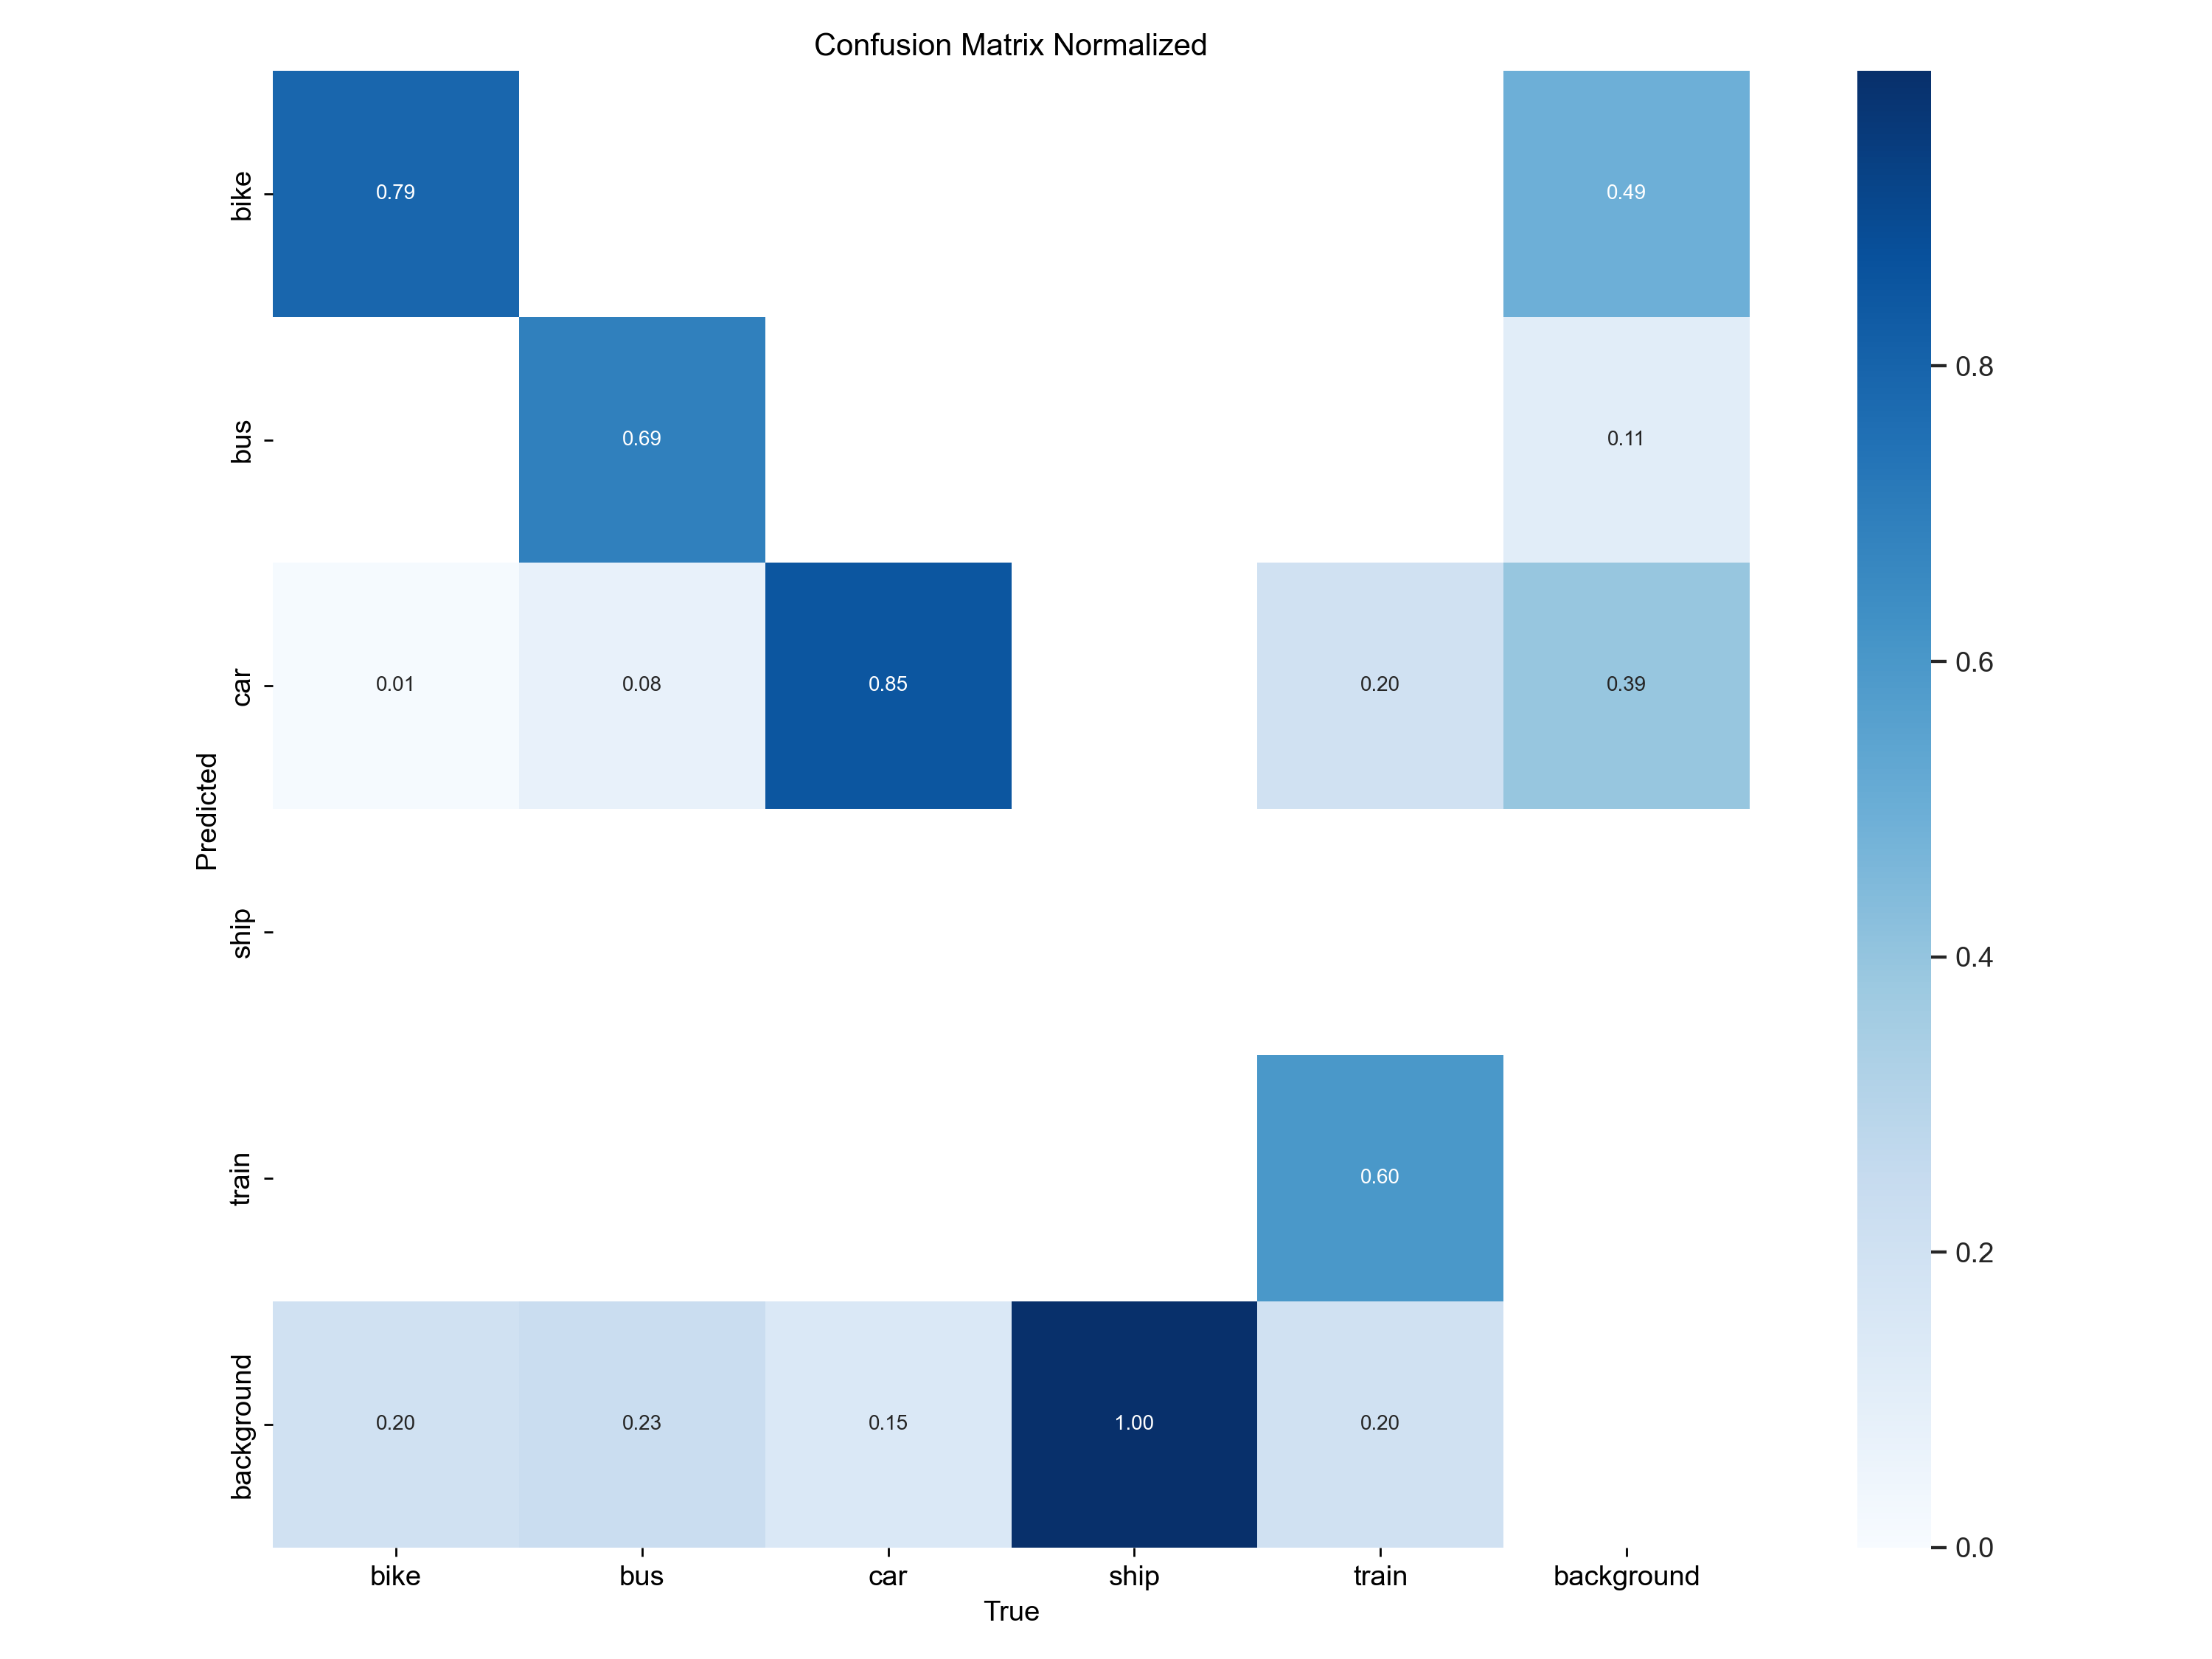 Confusion Matrix Normalized
bike
0.79
0.49
bus
0.69
0.11
car
0.01
0.08
0.85
0.20
0.39
ship
train
0.60
background
0.20
0.23
0.15
1.00
0.20
bike
bus
car
ship
train
background
True
Predicted
0.8
0.6
0.4
0.2
0.0